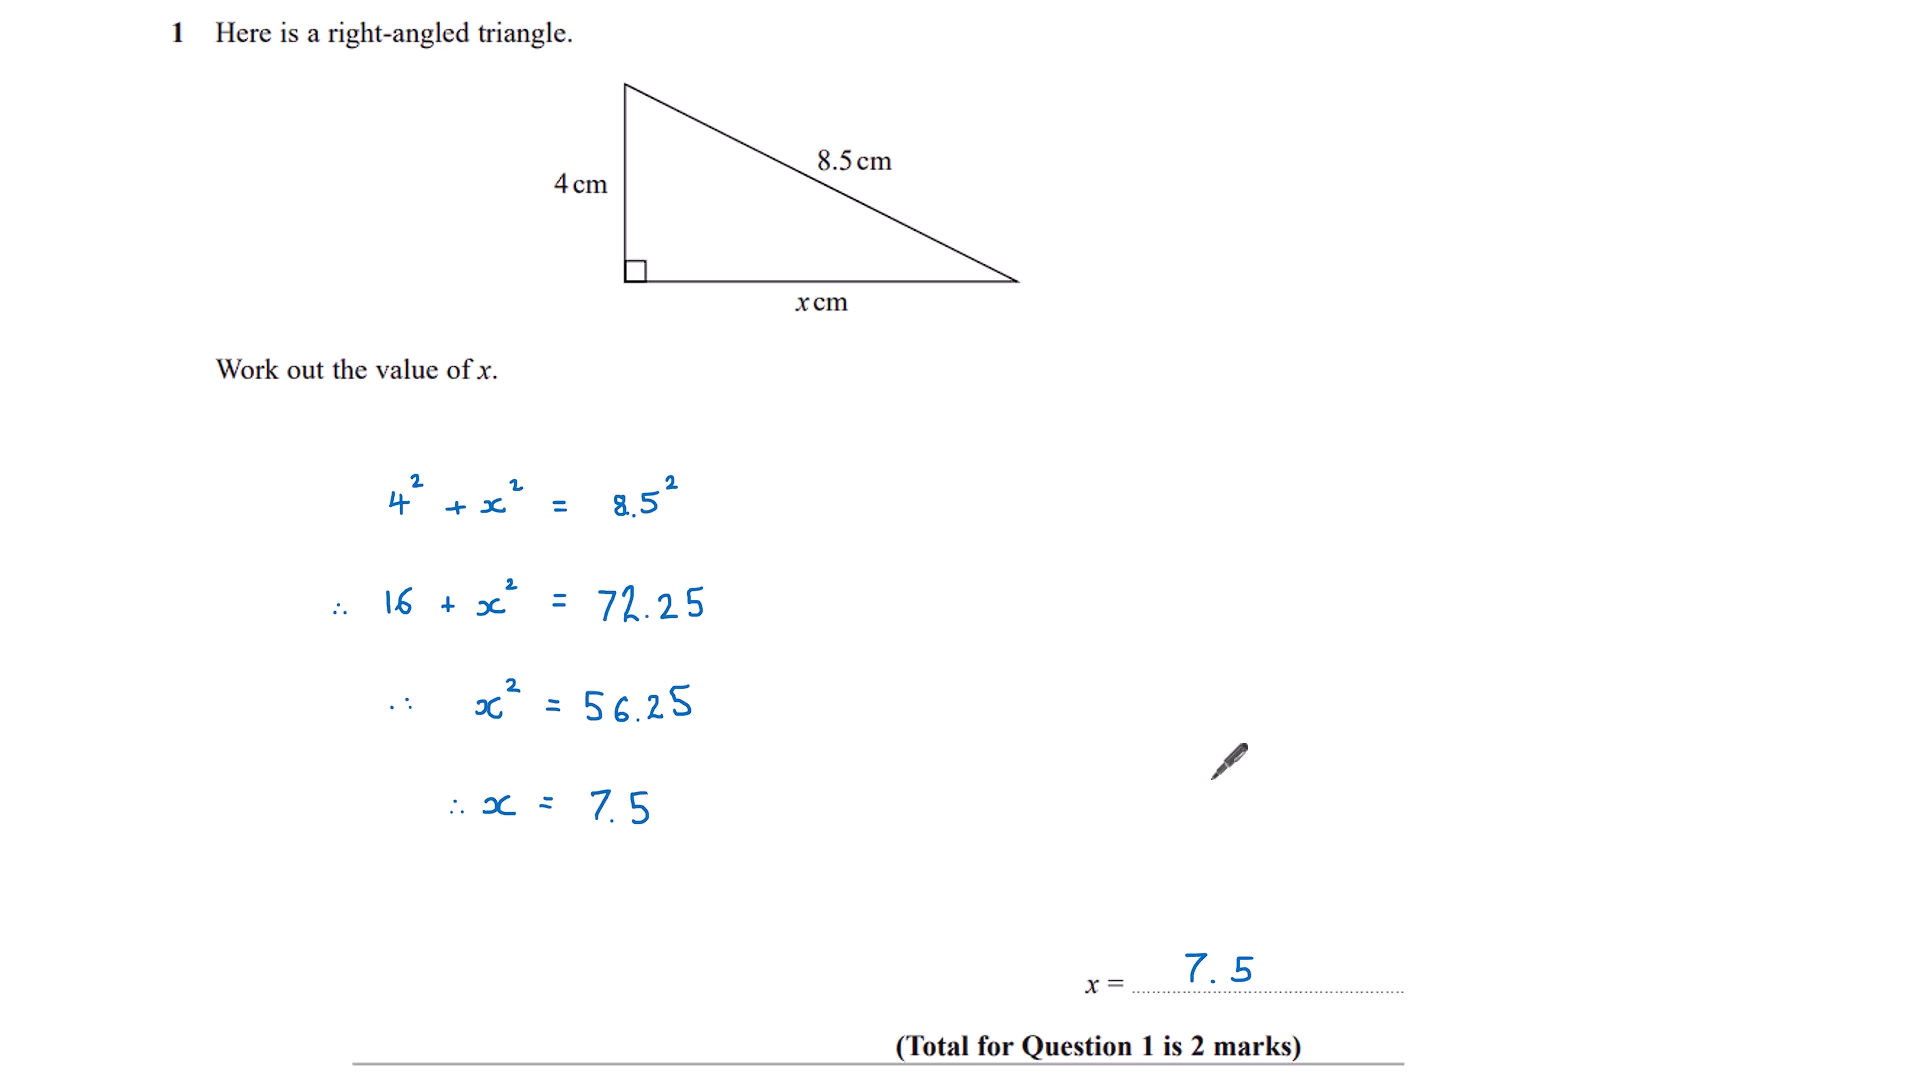 1 Here is a right-angled triangle.
8.5 cm
4 cm
x cm
Work out the value of x.
4² + x² = 8.5²
∴ 16 + x² = 72.25
∴ x² = 56.25
∴ x = 7.5
x = 7.5
(Total for Question 1 is 2 marks)